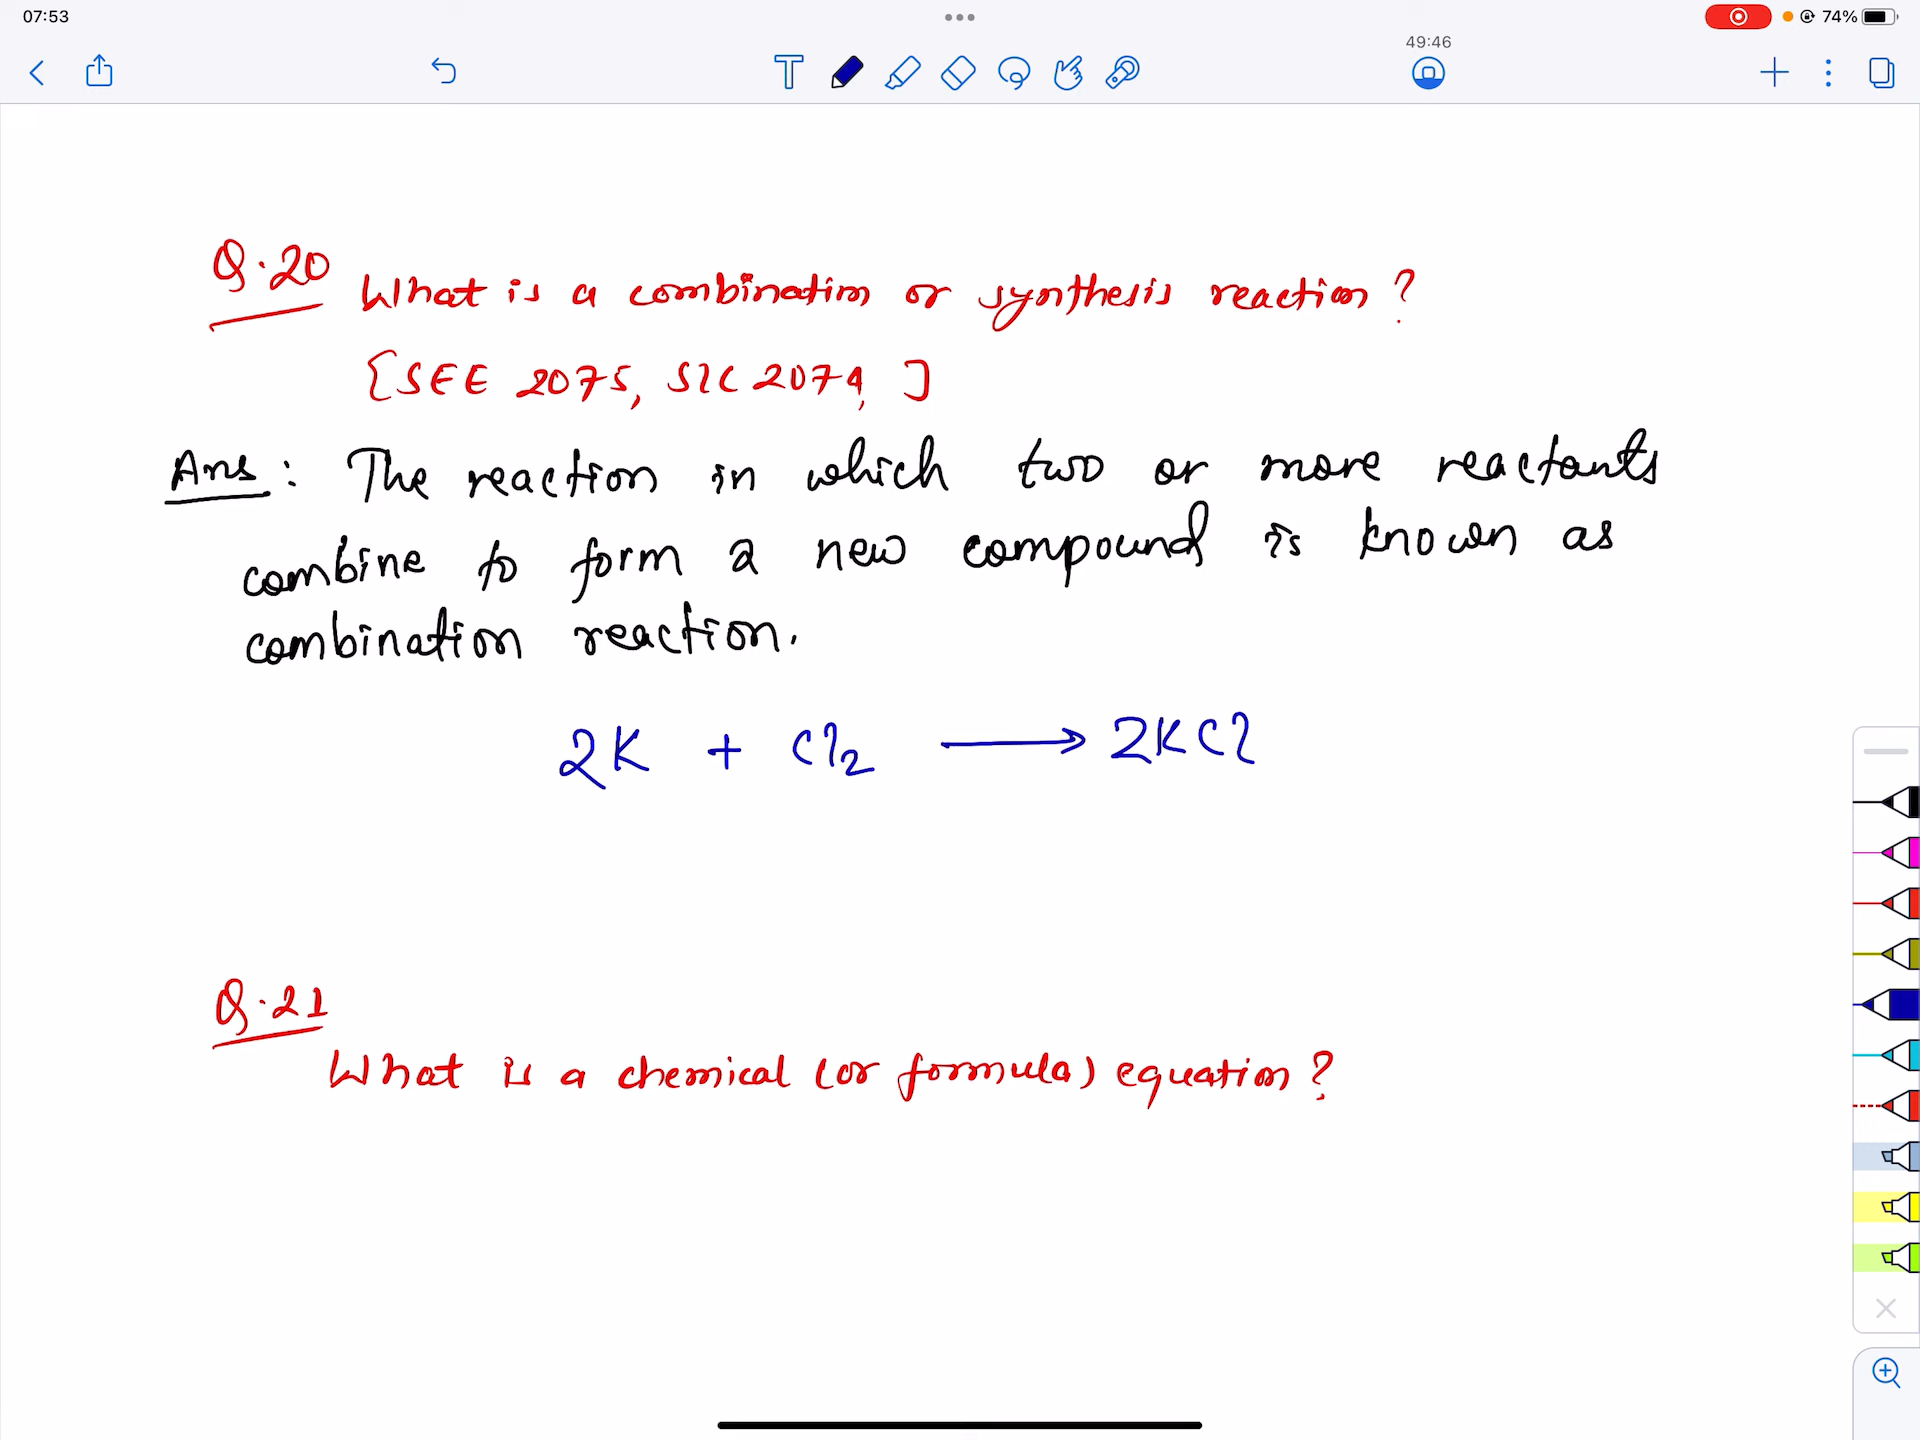 07:53
74%
49:46
Q.20 What is a combination or synthesis reaction?
[SEE 2075, SLC 2074, ]
Ans: The reaction in which two or more reactants
combine to form a new compound is known as
combination reaction.
2K + Cl₂ → 2KCl
Q.21
What is a chemical (or formula) equation?